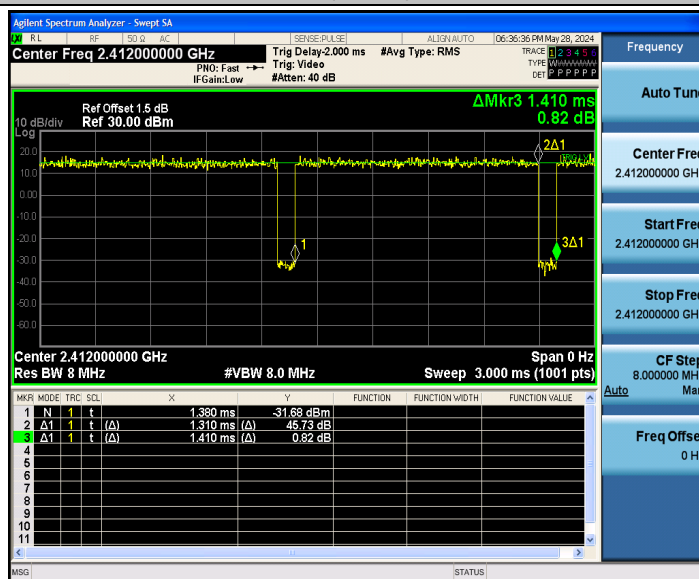 Agilent Spectrum Analyzer - Swept SA
LXI RL RF 50 Ω AC SENSE:PULSE ALIGN AUTO 06:36:36 PM May 28, 2024
Center Freq 2.412000000 GHz
PNO: Fast
IFGain:Low
Trig Delay-2.000 ms
Trig: Video
#Atten: 40 dB
#Avg Type: RMS
TRACE 1 2 3 4 5 6
TYPE W
DET P P P P P P
Frequency
Auto Tune
Center Freq
2.412000000 GH
Start Fre
2.412000000 GH
Stop Fre
2.412000000 GH
CF Step
8.000000 MH
Auto Mar
Freq Offse
0 H
ΔMkr3 1.410 ms
0.82 dB
Ref Offset 1.5 dB
10 dB/div Ref 30.00 dBm
Log
20.0
10.0
0.00
-10.0
-20.0
-30.0
-40.0
-50.0
-60.0
2Δ1
1
3Δ1
Center 2.412000000 GHz Span 0 Hz
Res BW 8 MHz #VBW 8.0 MHz Sweep 3.000 ms (1001 pts)
MKR MODE TRC SCL X Y FUNCTION FUNCTION WIDTH FUNCTION VALUE
1 N 1 t 1.380 ms -31.68 dBm
2 Δ1 1 t (Δ) 1.310 ms (Δ) 45.73 dB
3 Δ1 1 t (Δ) 1.410 ms (Δ) 0.82 dB
4
5
6
7
8
9
10
11
MSG STATUS